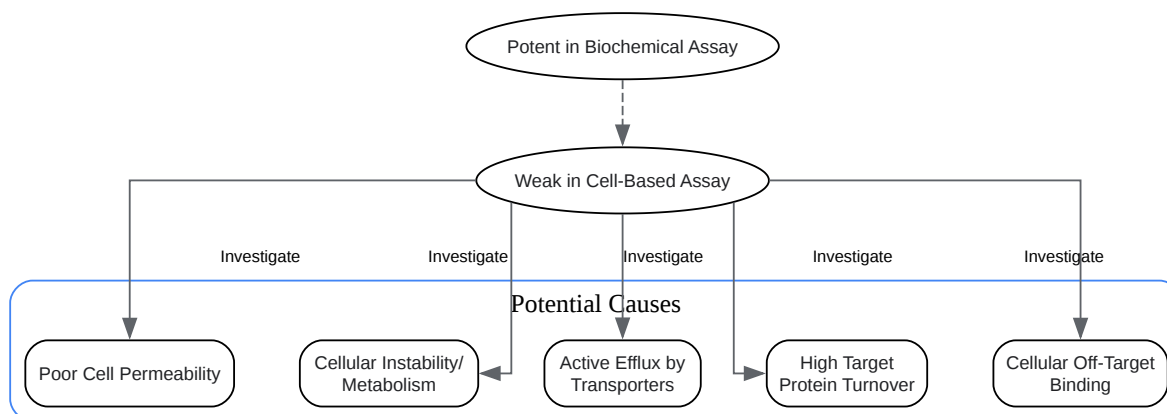 Potent in Biochemical Assay
Weak in Cell-Based Assay
Investigate
Investigate
Investigate
Investigate
Investigate
Potential Causes
Poor Cell Permeability
Cellular Instability/
Metabolism
Active Efflux by
Transporters
High Target
Protein Turnover
Cellular Off-Target
Binding